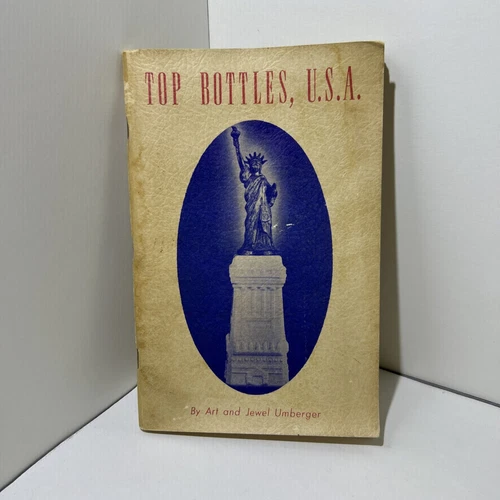 TOP BOTTLES, U.S.A.
By Art and Jewel Umberger